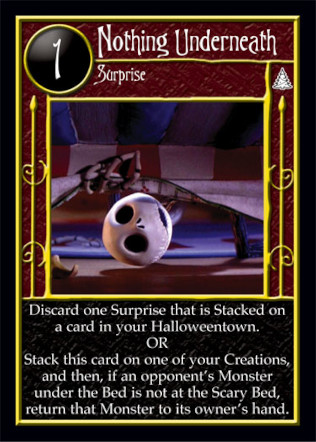 1
Nothing Underneath
Surprise
Discard one Surprise that is Stacked on
a card in your Halloweentown.
OR
Stack this card on one of your Creations,
and then, if an opponent's Monster
under the Bed is not at the Scary Bed,
return that Monster to its owner's hand.